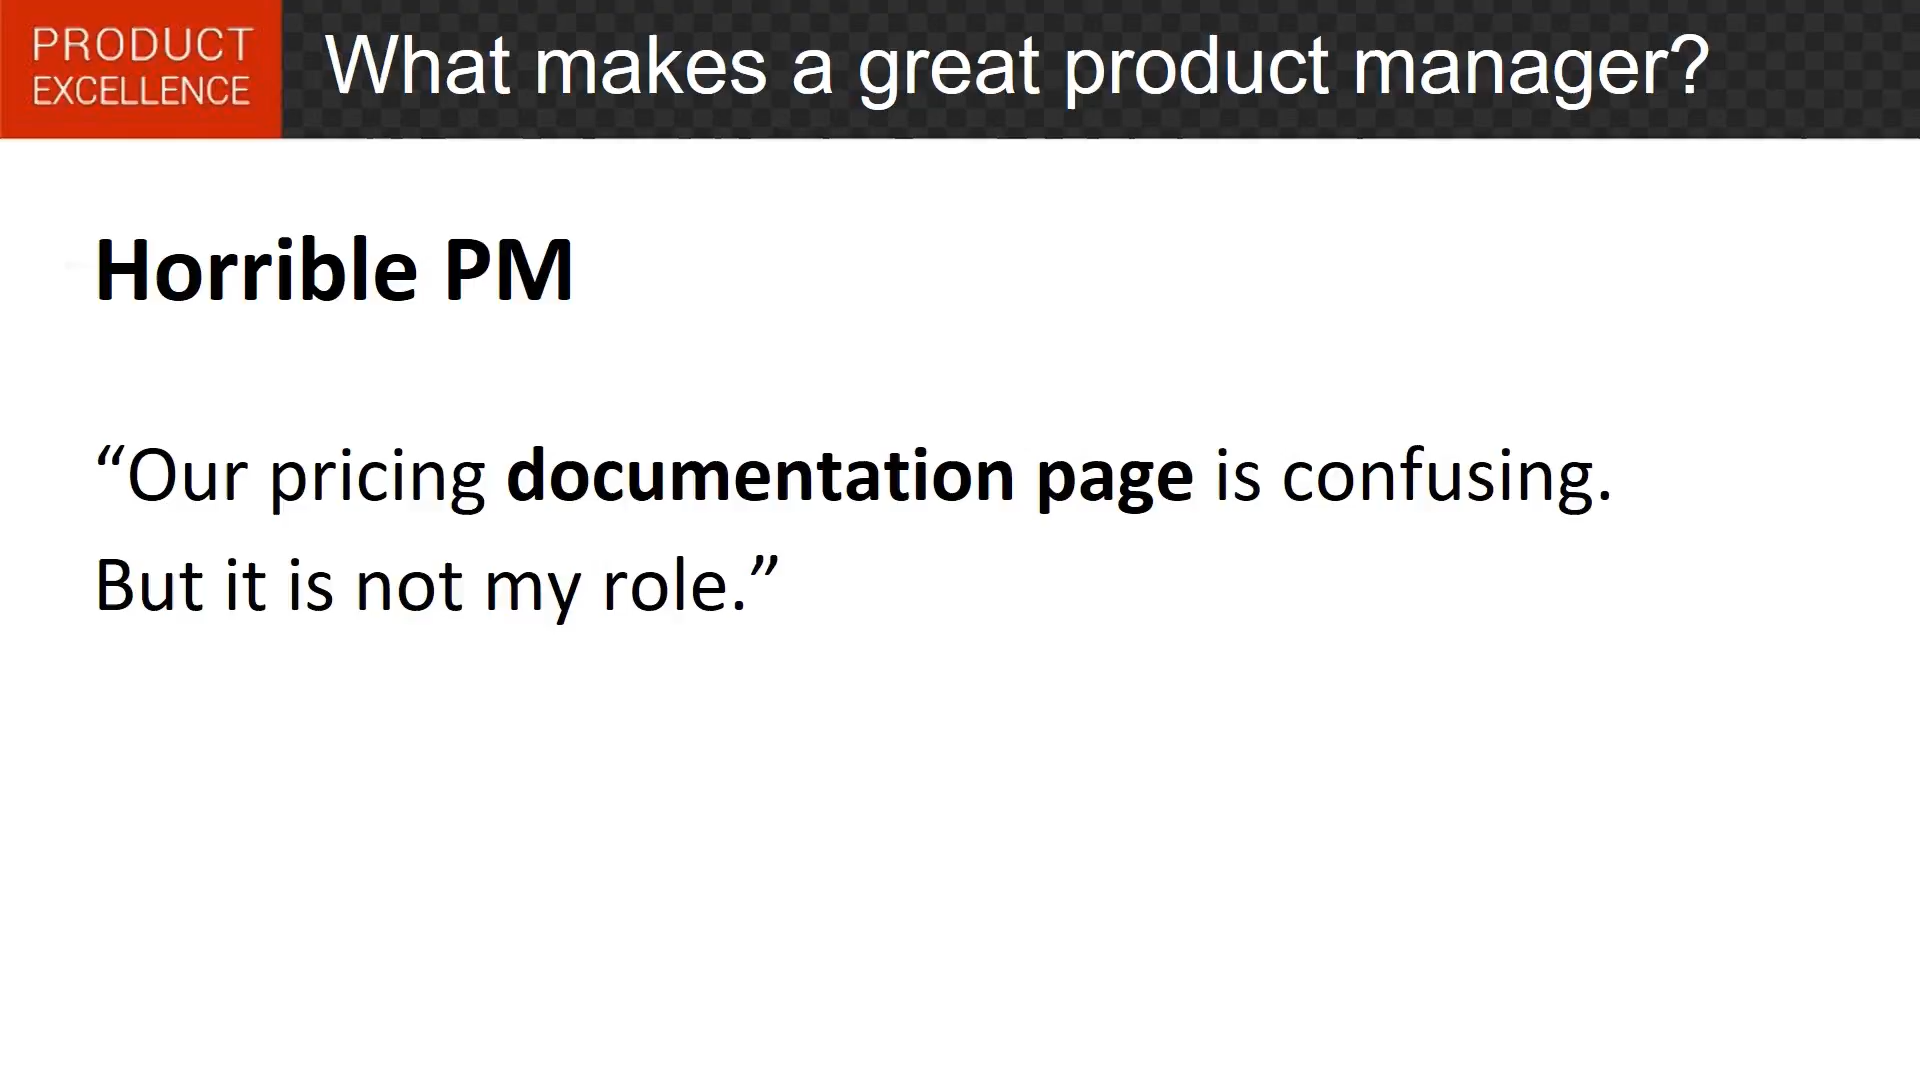 PRODUCT
EXCELLENCE
What makes a great product manager?
Horrible PM
“Our pricing documentation page is confusing.
But it is not my role.”